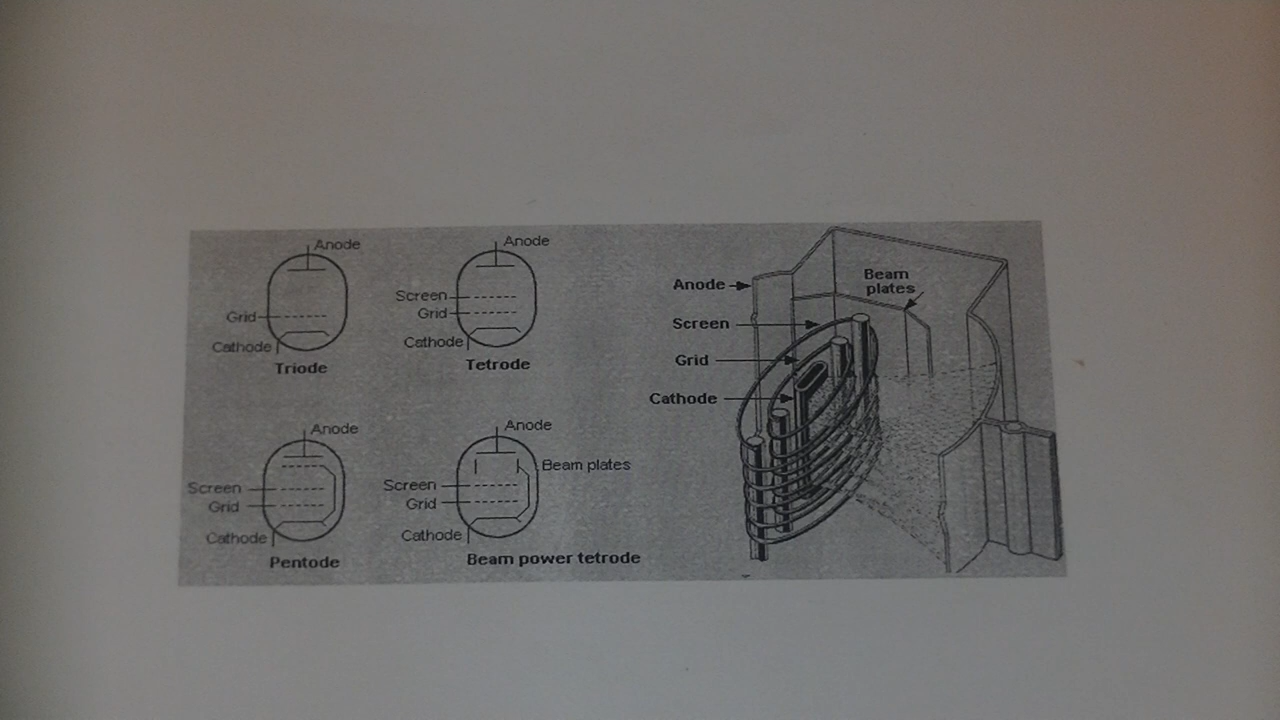 Anode
Grid
Cathode
Triode
Anode
Screen
Grid
Cathode
Tetrode
Anode
Screen
Grid
Cathode
Pentode
Anode
Beam plates
Screen
Grid
Cathode
Beam power tetrode
Anode
Beam
plates
Screen
Grid
Cathode